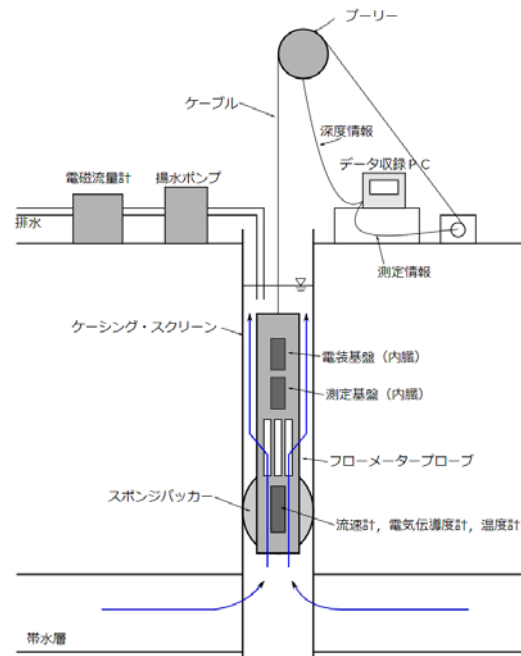 プーリー
ケーブル
深度情報
データ収録ＰＣ
電磁流量計
揚水ポンプ
排水
測定情報
ケーシング・スクリーン
電装基盤（内臓）
測定基盤（内臓）
フローメータープローブ
スポンジパッカー
流速計，電気伝導度計，温度計
帯水層